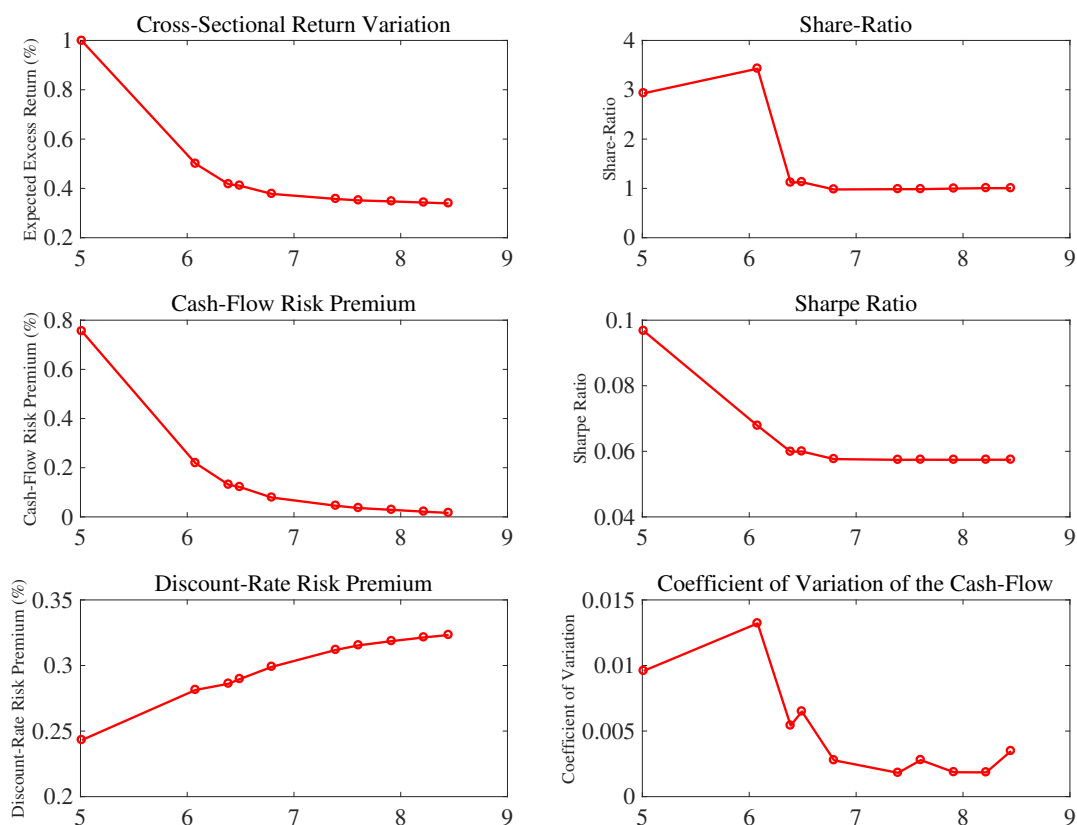 Cross-Sectional Return Variation
Expected Excess Return (%)
1
0.8
0.6
0.4
0.2
5 6 7 8 9
Share-Ratio
Share-Ratio
4
3
2
1
0
5 6 7 8 9
Cash-Flow Risk Premium
Cash-Flow Risk Premium (%)
0.8
0.6
0.4
0.2
0
5 6 7 8 9
Sharpe Ratio
Sharpe Ratio
0.1
0.08
0.06
0.04
5 6 7 8 9
Discount-Rate Risk Premium
Discount-Rate Risk Premium (%)
0.35
0.3
0.25
0.2
5 6 7 8 9
Coefficient of Variation of the Cash-Flow
Coefficient of Variation
0.015
0.01
0.005
0
5 6 7 8 9